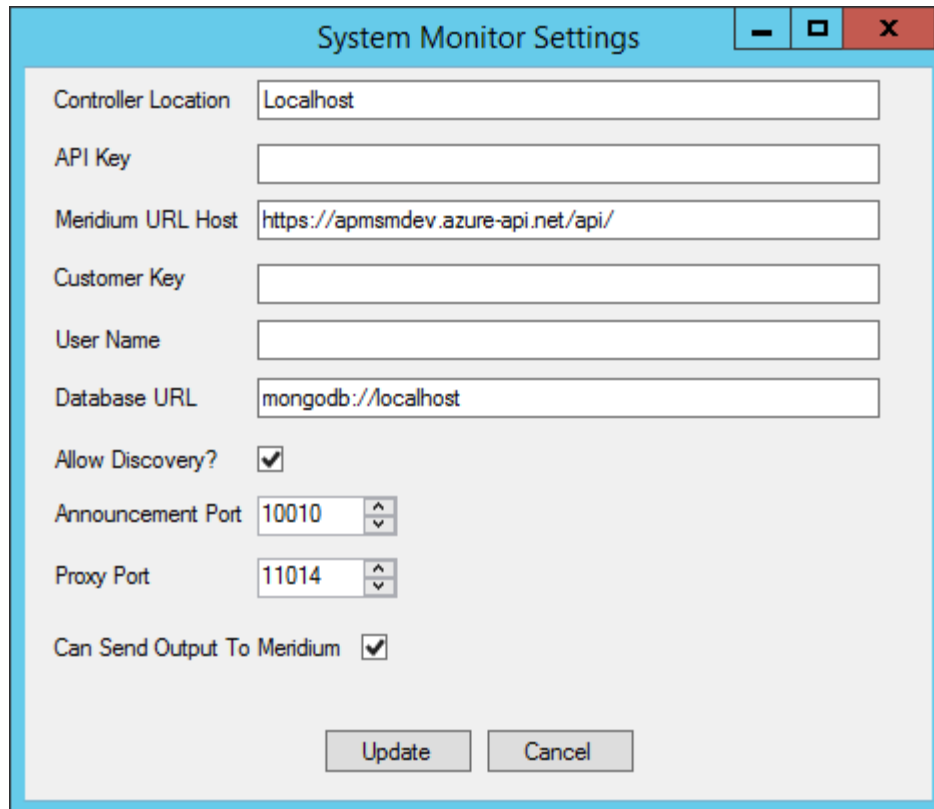 System Monitor Settings
Controller Location Localhost
API Key
Meridium URL Host https://apmsmdev.azure-api.net/api/
Customer Key
User Name
Database URL mongodb://localhost
Allow Discovery?
Announcement Port 10010
Proxy Port 11014
Can Send Output To Meridium
Update Cancel